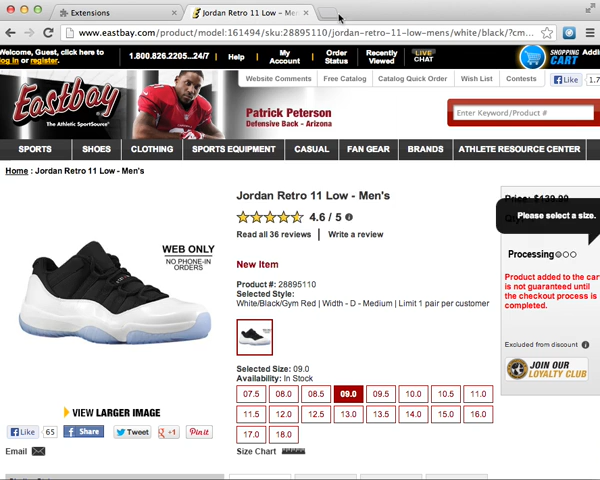 Extensions
Jordan Retro 11 Low - Men
www.eastbay.com/product/model:161494/sku:28895110/jordan-retro-11-low-mens/white/black/?cm...
Welcome, Guest, click here to
log in or register.
1.800.826.2205...24/7
Help
My
Account
Order
Status
Recently
Viewed
LIVE
CHAT
SHOPPING
CART
Addi
Website Comments
Free Catalog
Catalog Quick Order
Wish List
Contests
Like
1,7
Eastbay
The Athletic SportSource
Patrick Peterson
Defensive Back - Arizona
Enter Keyword/Product #
SPORTS
SHOES
CLOTHING
SPORTS EQUIPMENT
CASUAL
FAN GEAR
BRANDS
ATHLETE RESOURCE CENTER
Home : Jordan Retro 11 Low - Men's
WEB ONLY
NO PHONE-IN
ORDERS
VIEW LARGER IMAGE
Like 65
Share
Tweet
+1
Pin it
Email
Jordan Retro 11 Low - Men's
4.6 / 5
Read all 36 reviews | Write a review
New Item
Product #: 28895110
Selected Style:
White/Black/Gym Red | Width - D - Medium | Limit 1 pair per customer
Selected Size: 09.0
Availability: In Stock
07.5 08.0 08.5 09.0 09.5 10.0 10.5 11.0
11.5 12.0 12.5 13.0 13.5 14.0 15.0 16.0
17.0 18.0
Size Chart
Price: $139.99
Please select a size.
Processing
Product added to the cart
is not guaranteed until
the checkout process is
completed.
Excluded from discount
JOIN OUR
LOYALTY CLUB